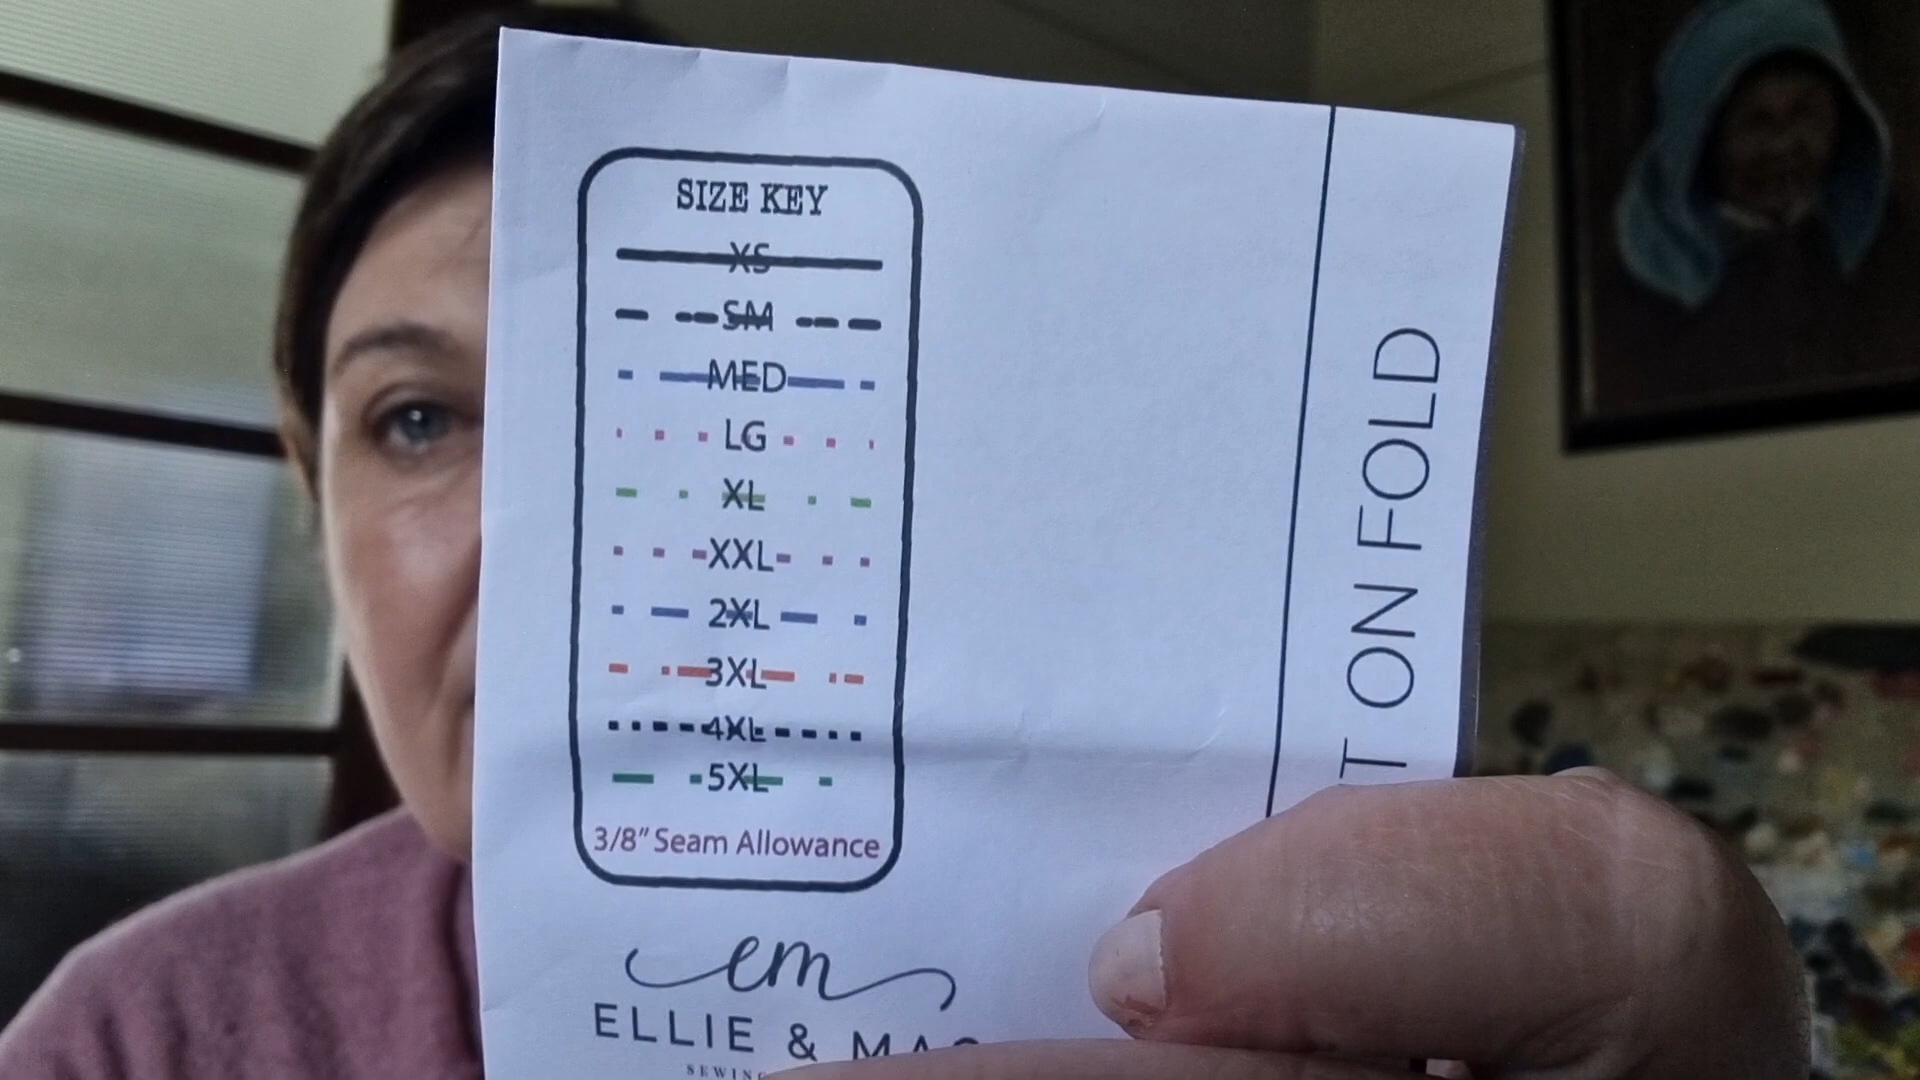 SIZE KEY
XS
SM
MED
LG
XL
XXL
2XL
3XL
4XL
5XL
3/8" Seam Allowance
em
ELLIE &
ON FOLD